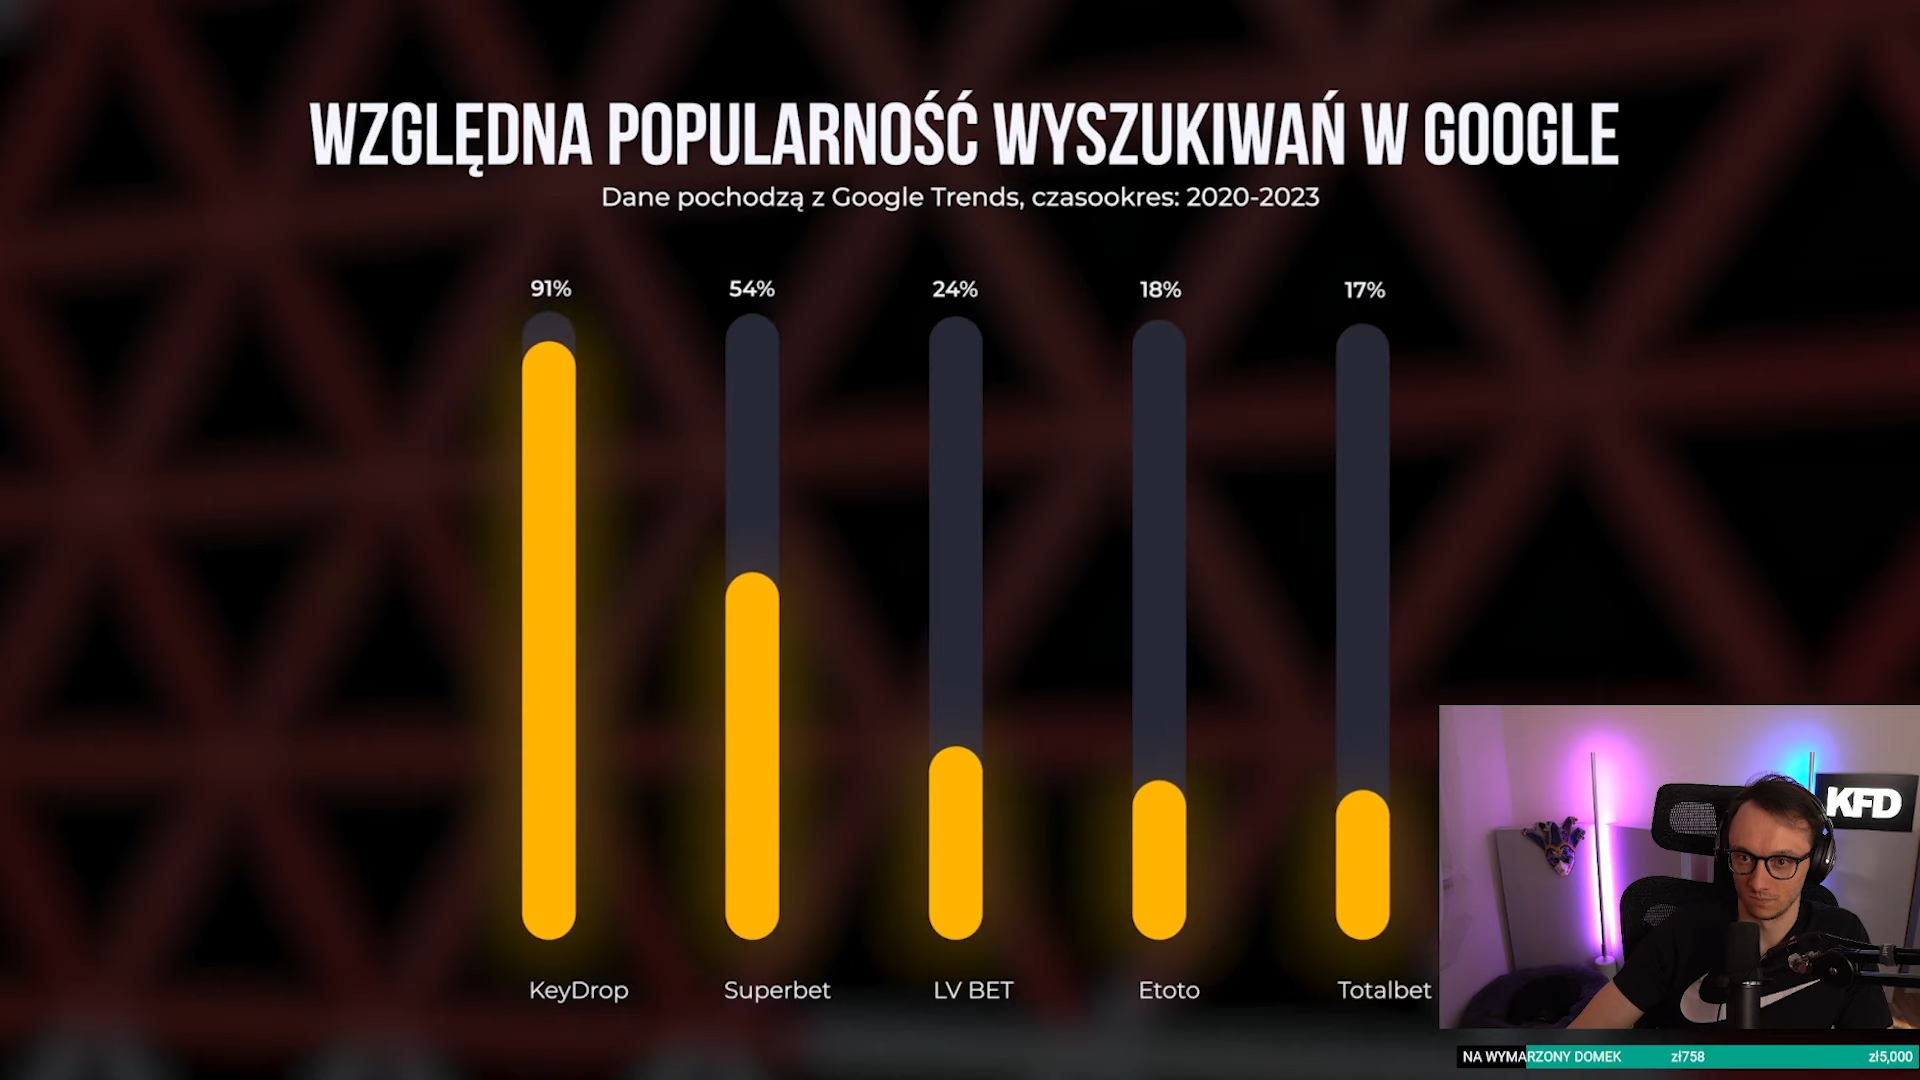 WZGLĘDNA POPULARNOŚĆ WYSZUKIWAŃ W GOOGLE
Dane pochodzą z Google Trends, czasookres: 2020-2023
91% 54% 24% 18% 17%
KeyDrop Superbet LV BET Etoto Totalbet
KFD
NA WYMARZONY DOMEK zł758 zł5,000